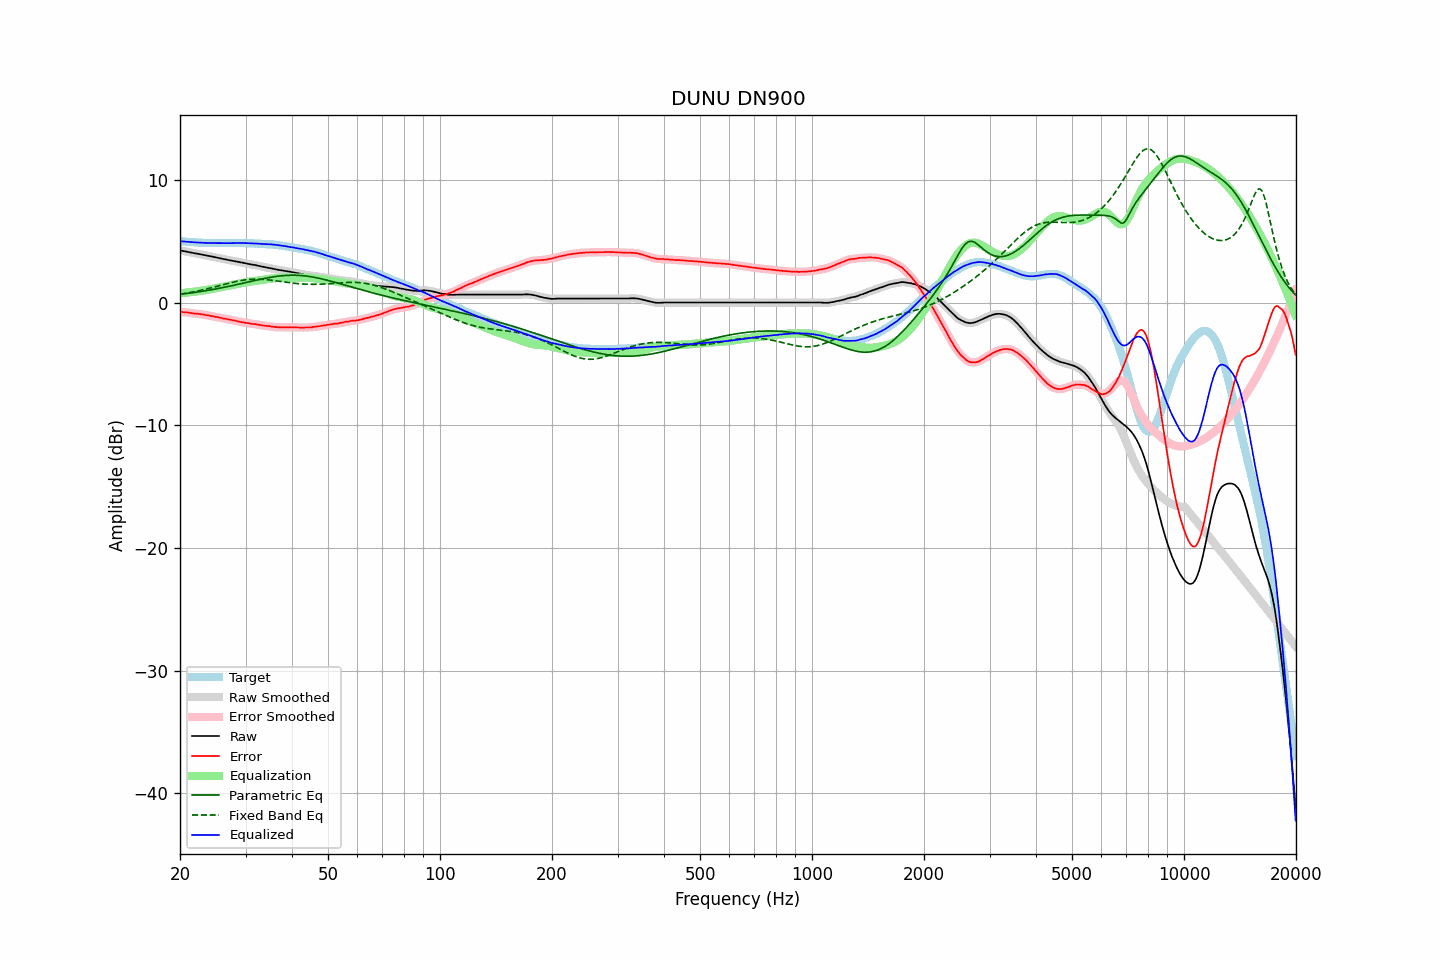 DUNU DN900
Amplitude (dBr)
10
0
−10
−20
−30
−40
Target
Raw Smoothed
Error Smoothed
Raw
Error
Equalization
Parametric Eq
Fixed Band Eq
Equalized
20 50 100 200 500 1000 2000 5000 10000 20000
Frequency (Hz)